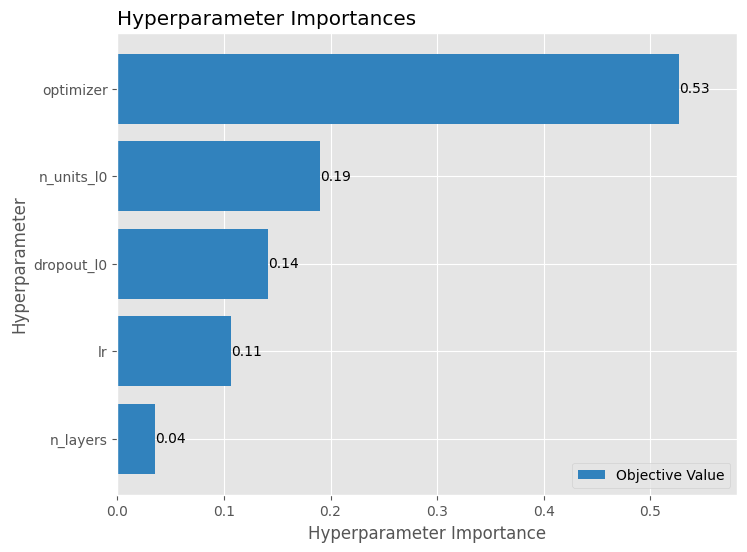 Hyperparameter Importances
Hyperparameter
optimizer
0.53
n_units_l0
0.19
dropout_l0
0.14
lr
0.11
n_layers
0.04
Objective Value
0.0 0.1 0.2 0.3 0.4 0.5
Hyperparameter Importance